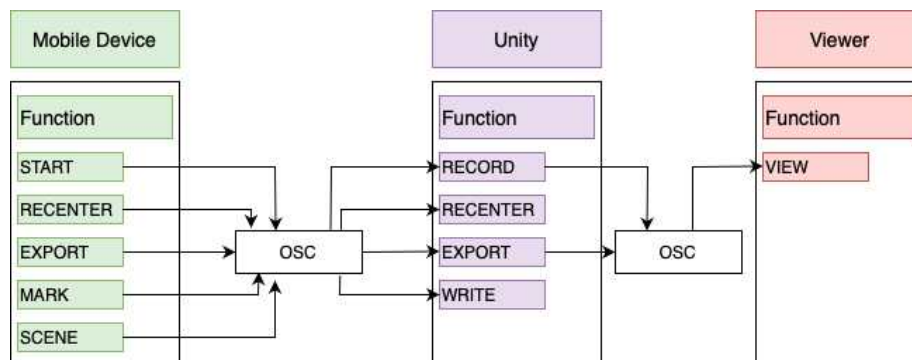 Mobile Device
Unity
Viewer
Function
Function
Function
START
RECORD
VIEW
RECENTER
RECENTER
EXPORT
OSC
EXPORT
OSC
MARK
WRITE
SCENE